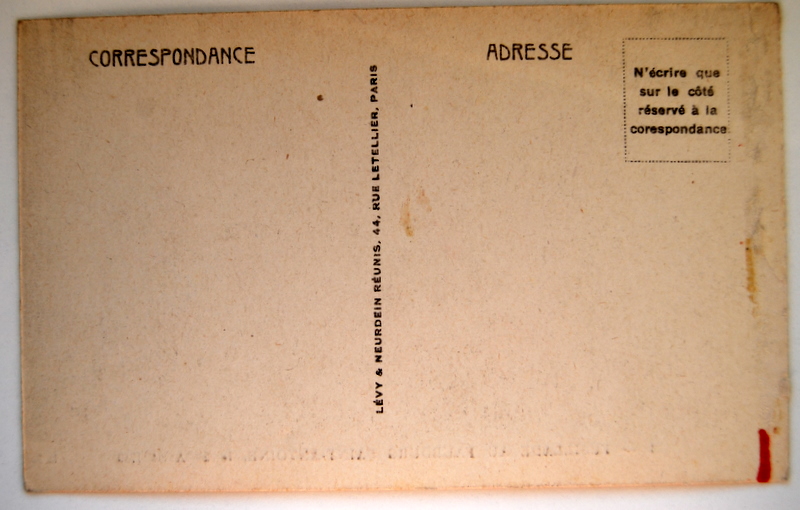 CORRESPONDANCE
ADRESSE
N'écrire que
sur le côté
réservé à la
corespondance
LÉVY & NEURDEIN RÉUNIS, 44, RUE LETELLIER, PARIS